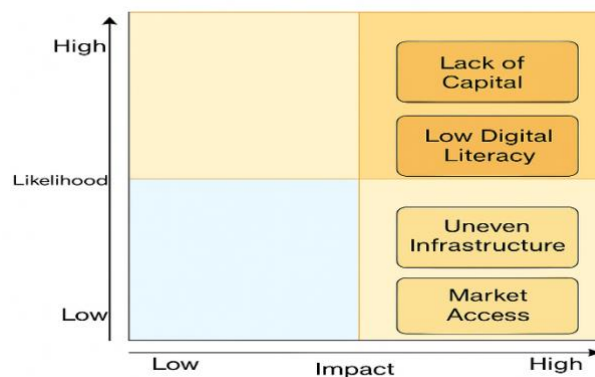 High
Lack of
Capital
Low Digital
Literacy
Likelihood
Uneven
Infrastructure
Market
Access
Low
Low
Impact
High